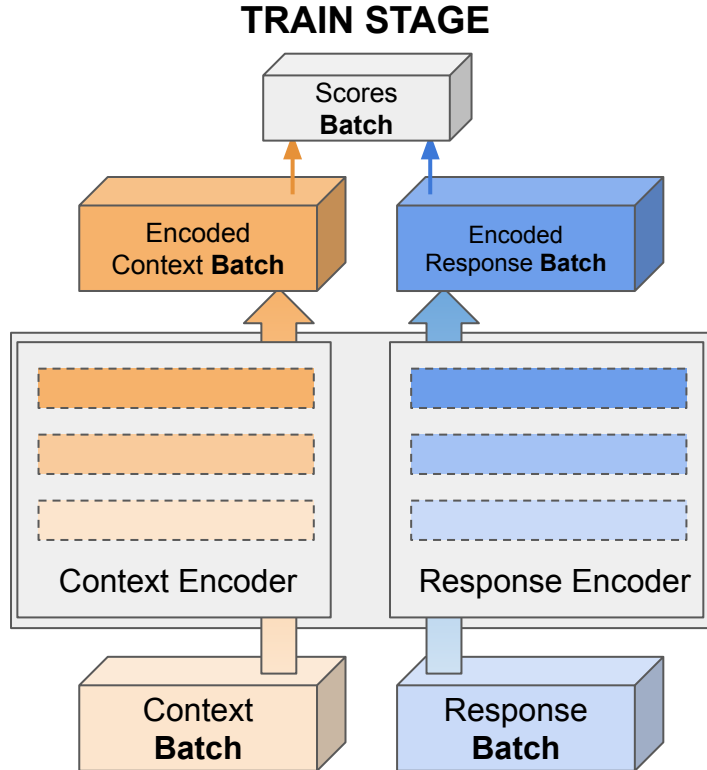 TRAIN STAGE
Scores
Batch
Encoded
Context Batch
Encoded
Response Batch
Context Encoder
Response Encoder
Context
Batch
Response
Batch